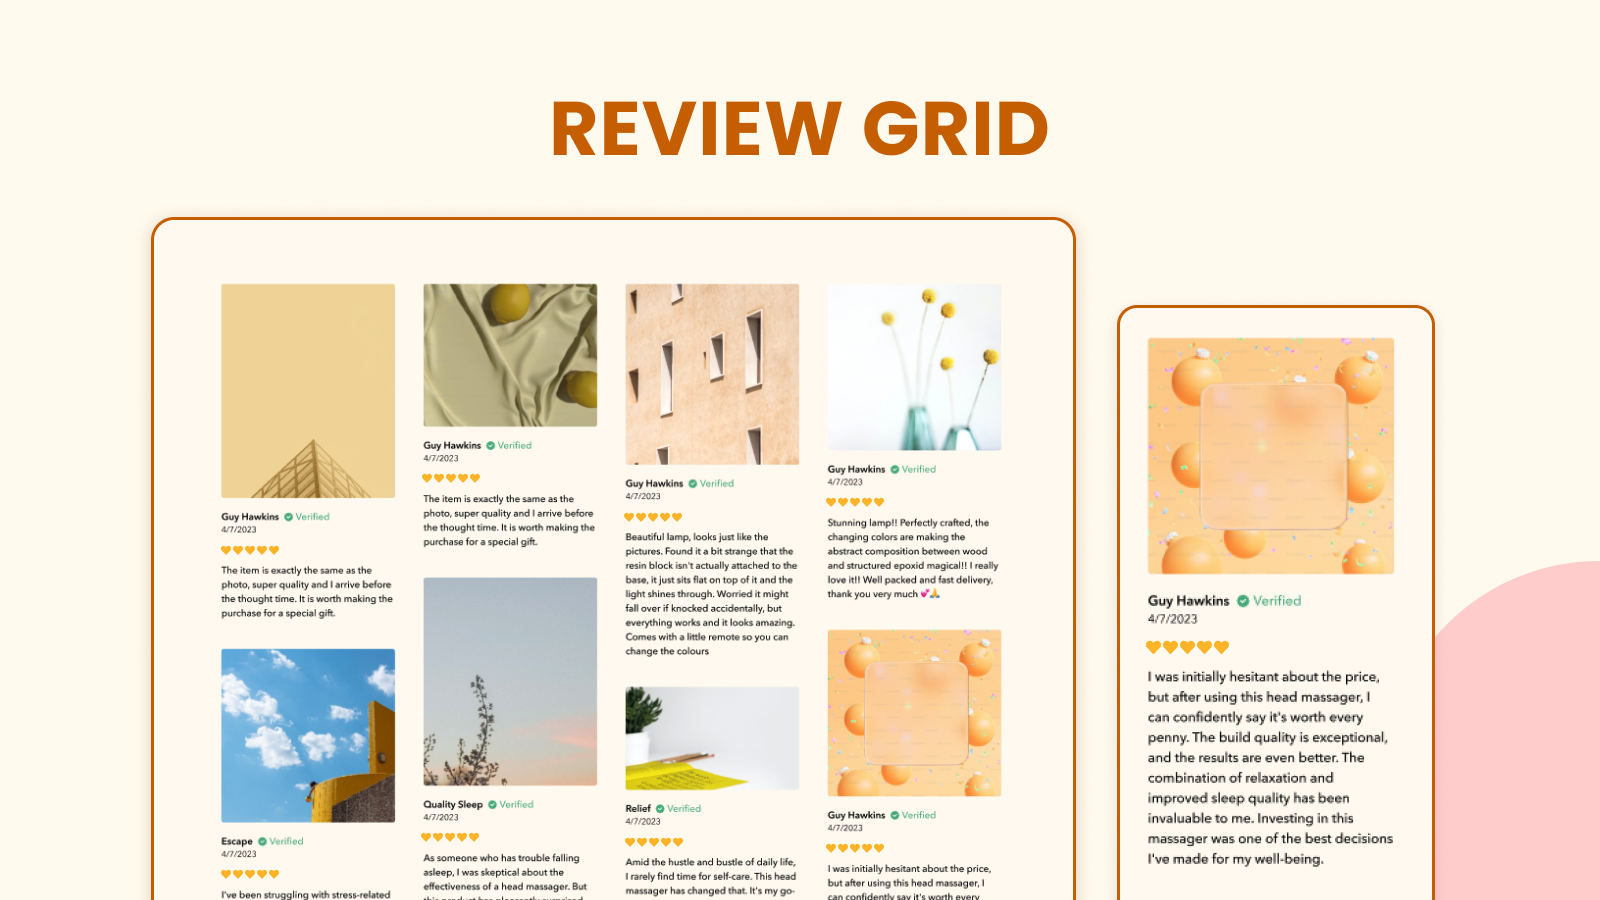 REVIEW GRID
Guy Hawkins Verified
4/7/2023
The item is exactly the same as the
photo, super quality and I arrive before
the thought time. It is worth making the
purchase for a special gift.
Escape Verified
4/7/2023
I've been struggling with stress-related
Guy Hawkins Verified
4/7/2023
The item is exactly the same as the
photo, super quality and I arrive before
the thought time. It is worth making the
purchase for a special gift.
Quality Sleep Verified
4/7/2023
As someone who has trouble falling
asleep, I was skeptical about the
effectiveness of a head massager. But
this product has pleasantly surprised
Guy Hawkins Verified
4/7/2023
Beautiful lamp, looks just like the
pictures. Found it a bit strange that the
resin block isn't actually attached to the
base, it just sits flat on top of it and the
light shines through. Worried it might
fall over if knocked accidentally, but
everything works and it looks amazing.
Comes with a little remote so you can
change the colours
Relief Verified
4/7/2023
Amid the hustle and bustle of daily life,
I rarely find time for self-care. This head
massager has changed that. It's my go-
Guy Hawkins Verified
4/7/2023
Stunning lamp!! Perfectly crafted, the
changing colors are making the
abstract composition between wood
and structured epoxid magical!! I really
love it!! Well packed and fast delivery,
thank you very much 💕🙏
Guy Hawkins Verified
4/7/2023
I was initially hesitant about the price,
but after using this head massager, I
can confidently say it's worth every
Guy Hawkins Verified
4/7/2023
I was initially hesitant about the price,
but after using this head massager, I
can confidently say it's worth every
penny. The build quality is exceptional,
and the results are even better. The
combination of relaxation and
improved sleep quality has been
invaluable to me. Investing in this
massager was one of the best decisions
I've made for my well-being.